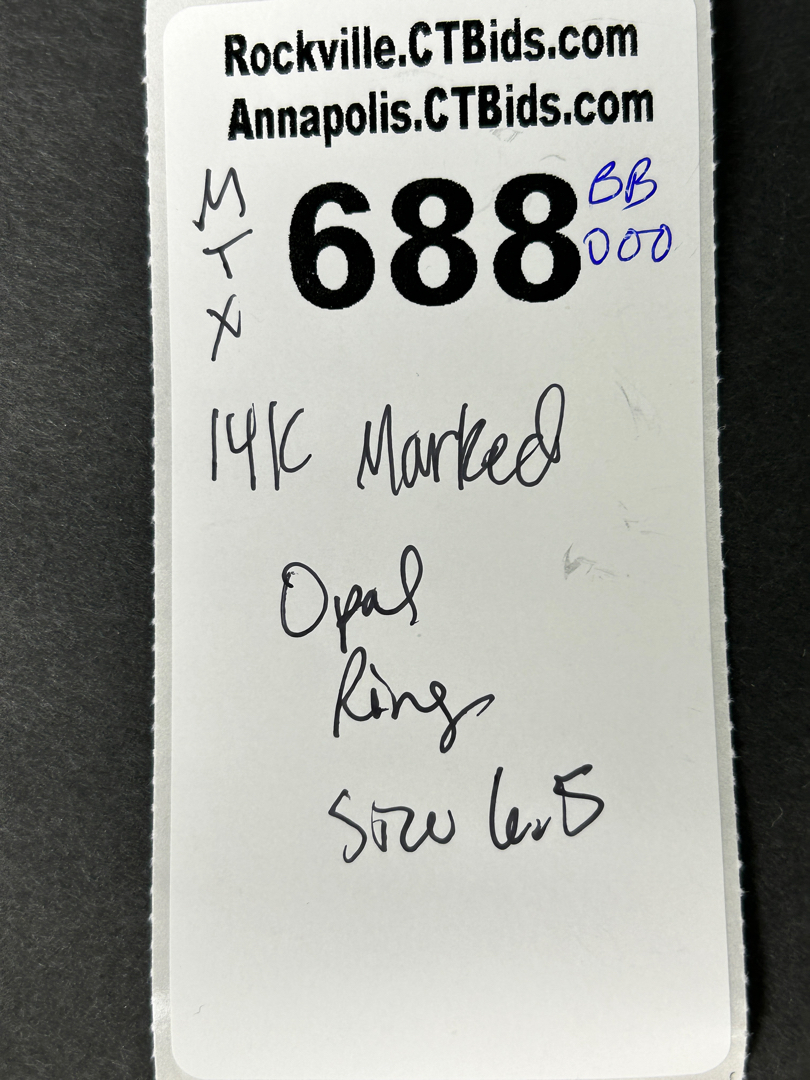 Rockville.CTBids.com
Annapolis.CTBids.com
M
T
X
688
BB
000
14K Marked
Opal
Ring
Size 6.5